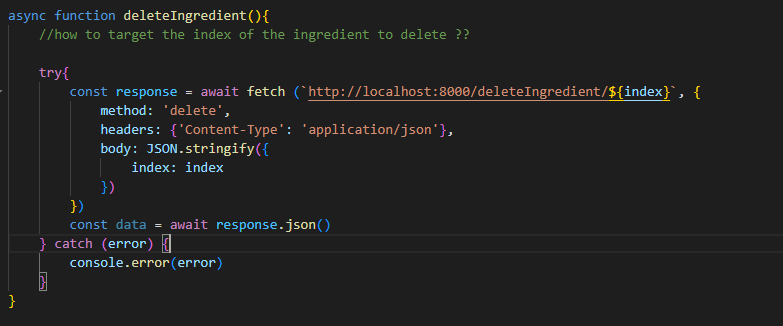 async function deleteIngredient(){
    //how to target the index of the ingredient to delete ??
    try{
        const response = await fetch (`http://localhost:8000/deleteIngredient/${index}`, {
            method: 'delete',
            headers: {'Content-Type': 'application/json'},
            body: JSON.stringify({
                index: index
            })
        })
        const data = await response.json()
    } catch (error) {
        console.error(error)
    }
}